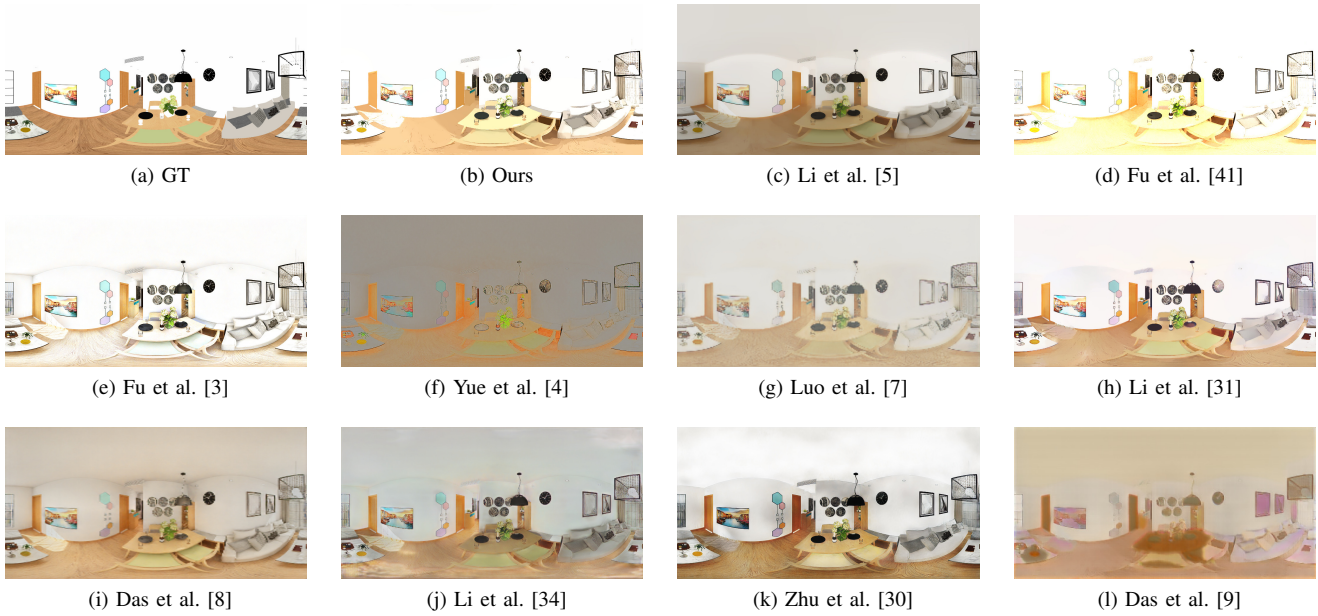 (a) GT
(b) Ours
(c) Li et al. [5]
(d) Fu et al. [41]
(e) Fu et al. [3]
(f) Yue et al. [4]
(g) Luo et al. [7]
(h) Li et al. [31]
(i) Das et al. [8]
(j) Li et al. [34]
(k) Zhu et al. [30]
(l) Das et al. [9]